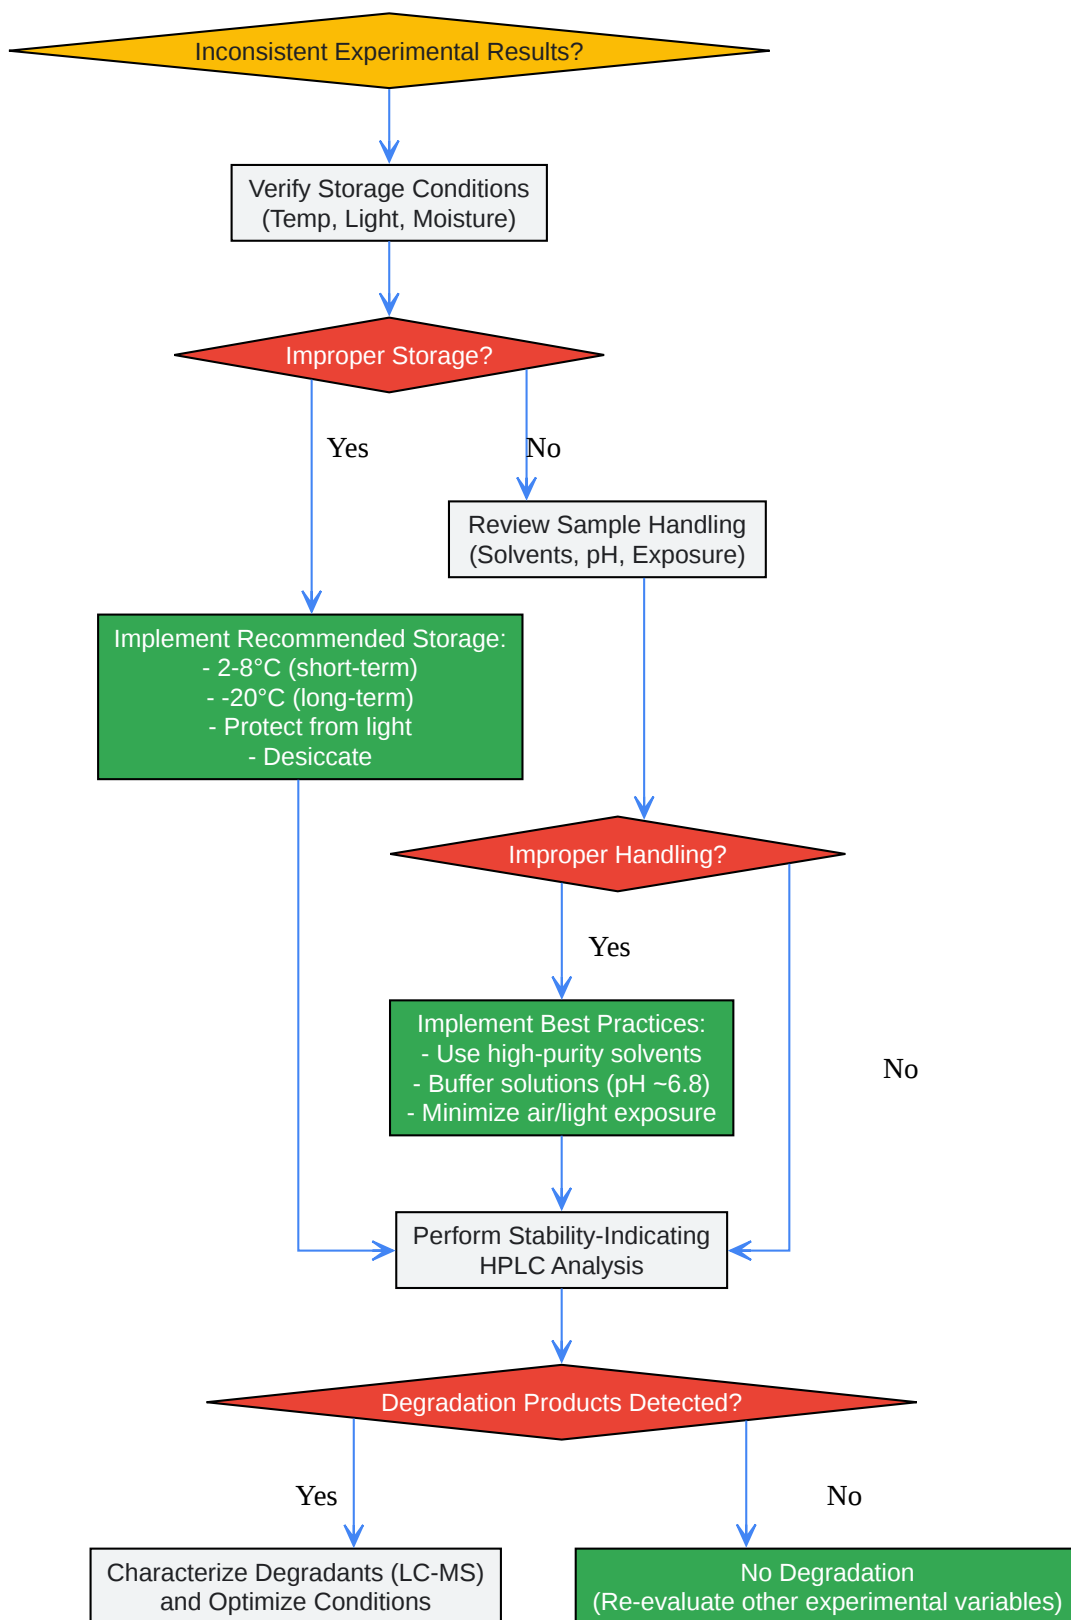 Inconsistent Experimental Results?
Verify Storage Conditions
(Temp, Light, Moisture)
Improper Storage?
Yes
No
Review Sample Handling
(Solvents, pH, Exposure)
Implement Recommended Storage:
- 2-8°C (short-term)
- -20°C (long-term)
- Protect from light
- Desiccate
Improper Handling?
Yes
No
Implement Best Practices:
- Use high-purity solvents
- Buffer solutions (pH ~6.8)
- Minimize air/light exposure
Perform Stability-Indicating
HPLC Analysis
Degradation Products Detected?
Yes
No
Characterize Degradants (LC-MS)
and Optimize Conditions
No Degradation
(Re-evaluate other experimental variables)